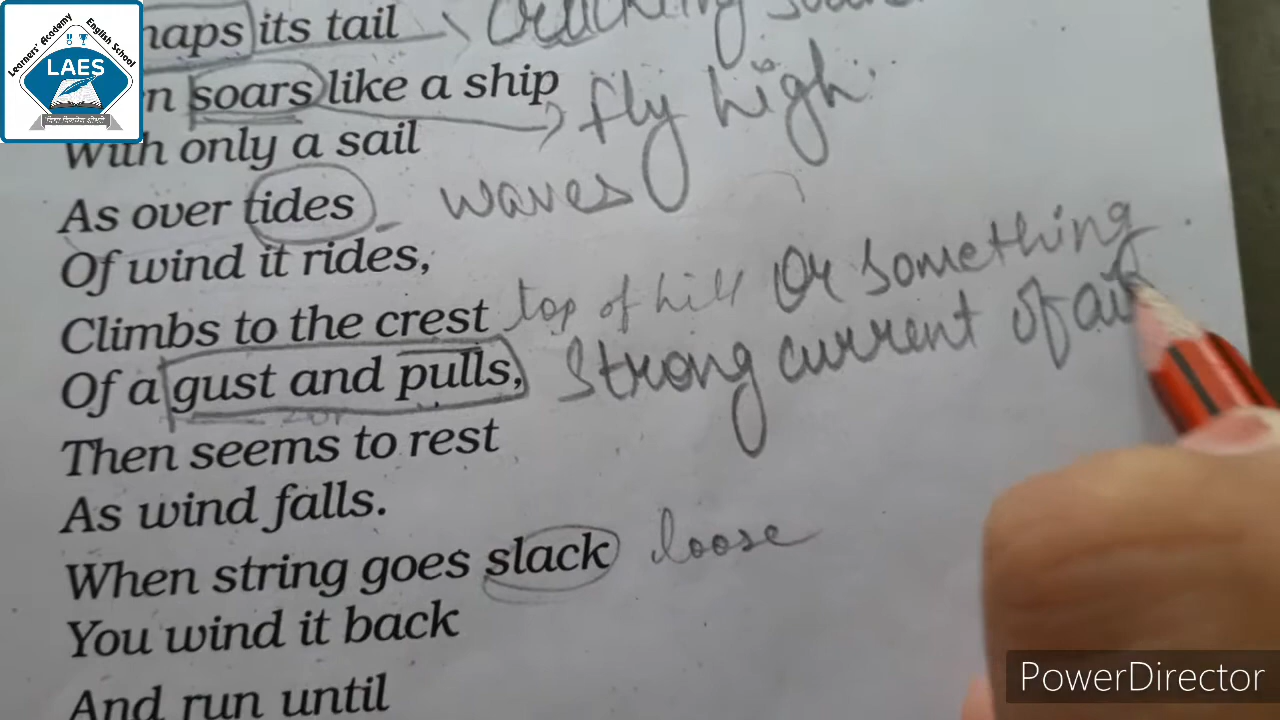 Learners' Academy English School
LAES
haps its tail
n soars like a ship fly high
With only a sail
As over tides waves
Of wind it rides,
Climbs to the crest top of hill or something
Of a gust and pulls, Strong current of air
Then seems to rest
As wind falls.
When string goes slack loose
You wind it back
And run until
PowerDirector